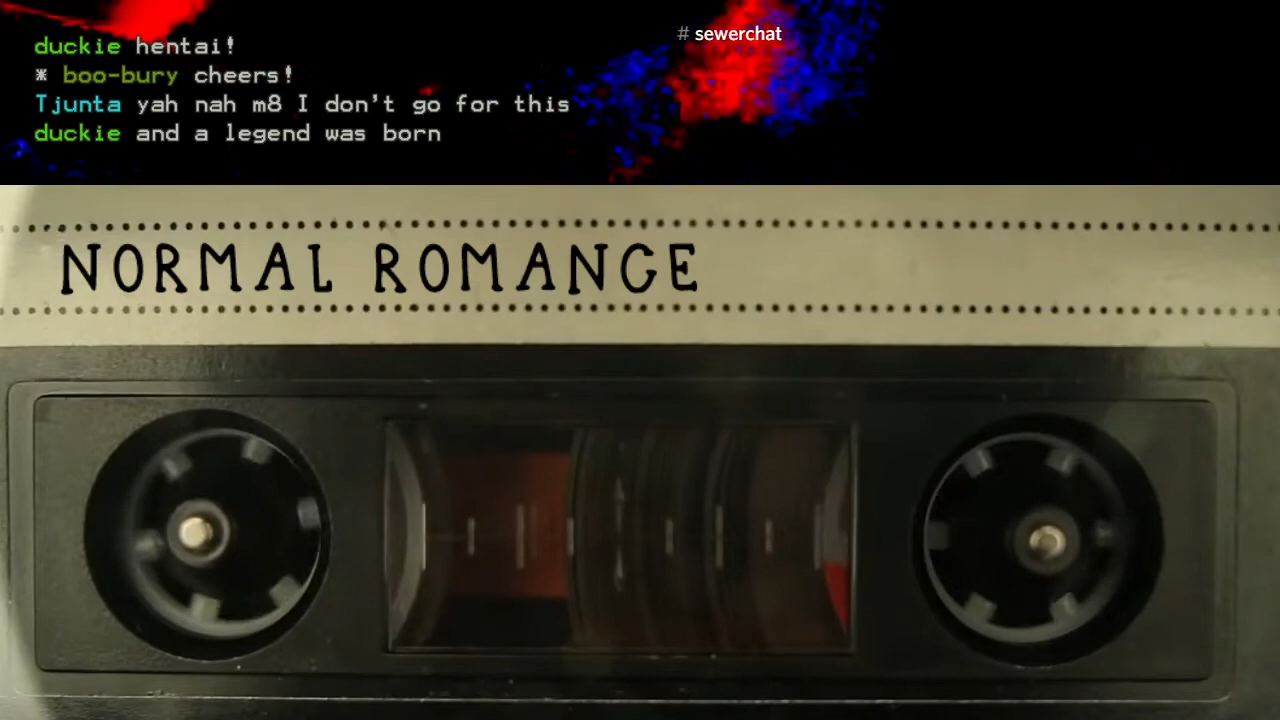 duckie hentai!
# sewerchat
* boo-bury cheers!
Tjunta yah nah m8 I don't go for this
duckie and a legend was born
NORMAL ROMANCE